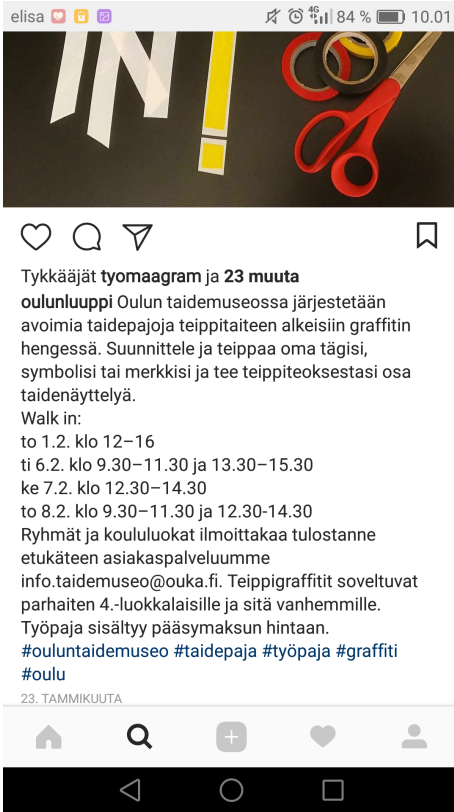 elisa 4G 84 % 10.01
Tykkääjät tyomaagram ja 23 muuta
oulunluuppi Oulun taidemuseossa järjestetään
avoimia taidepajoja teippitaiteen alkeisiin graffitin
hengessä. Suunnittele ja teippaa oma tägisi,
symbolisi tai merkkisi ja tee teippiteoksestasi osa
taidenäyttelyä.
Walk in:
to 1.2. klo 12–16
ti 6.2. klo 9.30–11.30 ja 13.30–15.30
ke 7.2. klo 12.30–14.30
to 8.2. klo 9.30–11.30 ja 12.30-14.30
Ryhmät ja koululuokat ilmoittakaa tulostanne
etukäteen asiakaspalveluumme
info.taidemuseo@ouka.fi. Teippigraffitit soveltuvat
parhaiten 4.-luokkalaisille ja sitä vanhemmille.
Työpaja sisältyy pääsymaksun hintaan.
#ouluntaidemuseo #taidepaja #työpaja #graffiti
#oulu
23. TAMMIKUUTA